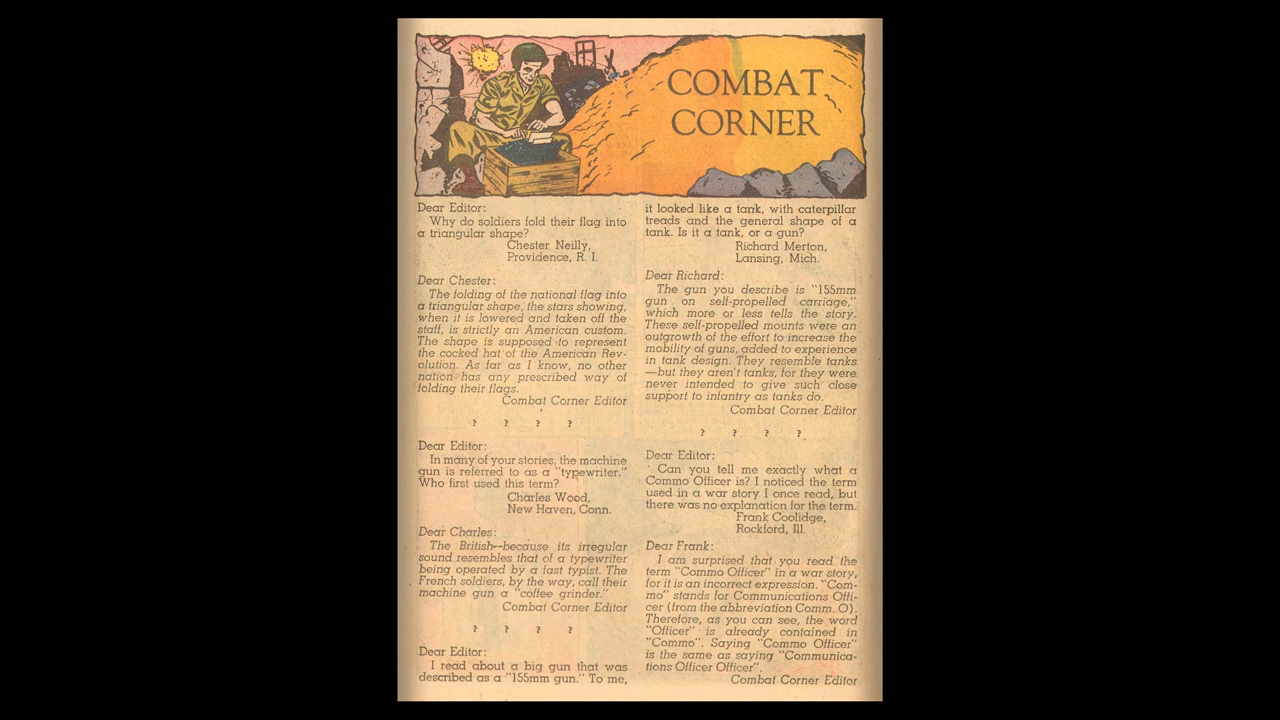 COMBAT
CORNER
Dear Editor:
Why do soldiers fold their flag into
a triangular shape?
Chester Neilly,
Providence, R. I.
Dear Chester:
The folding of the national flag into
a triangular shape, the stars showing,
when it is lowered and taken off the
staff, is strictly an American custom.
The shape is supposed to represent
the cocked hat of the American Rev-
olution. As far as I know, no other
nation has any prescribed way of
folding their flags.
Combat Corner Editor
? ? ? ?
Dear Editor:
In many of your stories, the machine
gun is referred to as a "typewriter."
Who first used this term?
Charles Wood,
New Haven, Conn.
Dear Charles:
The British—because its irregular
sound resembles that of a typewriter
being operated by a fast typist. The
French soldiers, by the way, call their
machine gun a "coffee grinder."
Combat Corner Editor
? ? ? ?
Dear Editor:
I read about a big gun that was
described as a "155mm gun." To me,
it looked like a tank, with caterpillar
treads and the general shape of a
tank. Is it a tank, or a gun?
Richard Merton,
Lansing, Mich.
Dear Richard:
The gun you describe is "155mm
gun on self-propelled carriage,"
which more or less tells the story.
These self-propelled mounts were an
outgrowth of the effort to increase the
mobility of guns, added to experience
in tank design. They resemble tanks
—but they aren't tanks, for they were
never intended to give such close
support to infantry as tanks do.
Combat Corner Editor
? ? ? ?
Dear Editor:
Can you tell me exactly what a
Commo Officer is? I noticed the term
used in a war story I once read, but
there was no explanation for the term.
Frank Coolidge,
Rockford, Ill.
Dear Frank:
I am surprised that you read the
term "Commo Officer" in a war story,
for it is an incorrect expression. "Com-
mo" stands for Communications Offi-
cer (from the abbreviation Comm. O).
Therefore, as you can see, the word
"Officer" is already contained in
"Commo". Saying "Commo Officer"
is the same as saying "Communica-
tions Officer Officer".
Combat Corner Editor